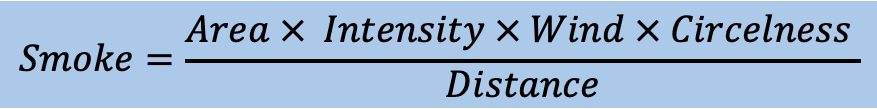 Smoke = Area × Intensity × Wind × Circelness
Distance